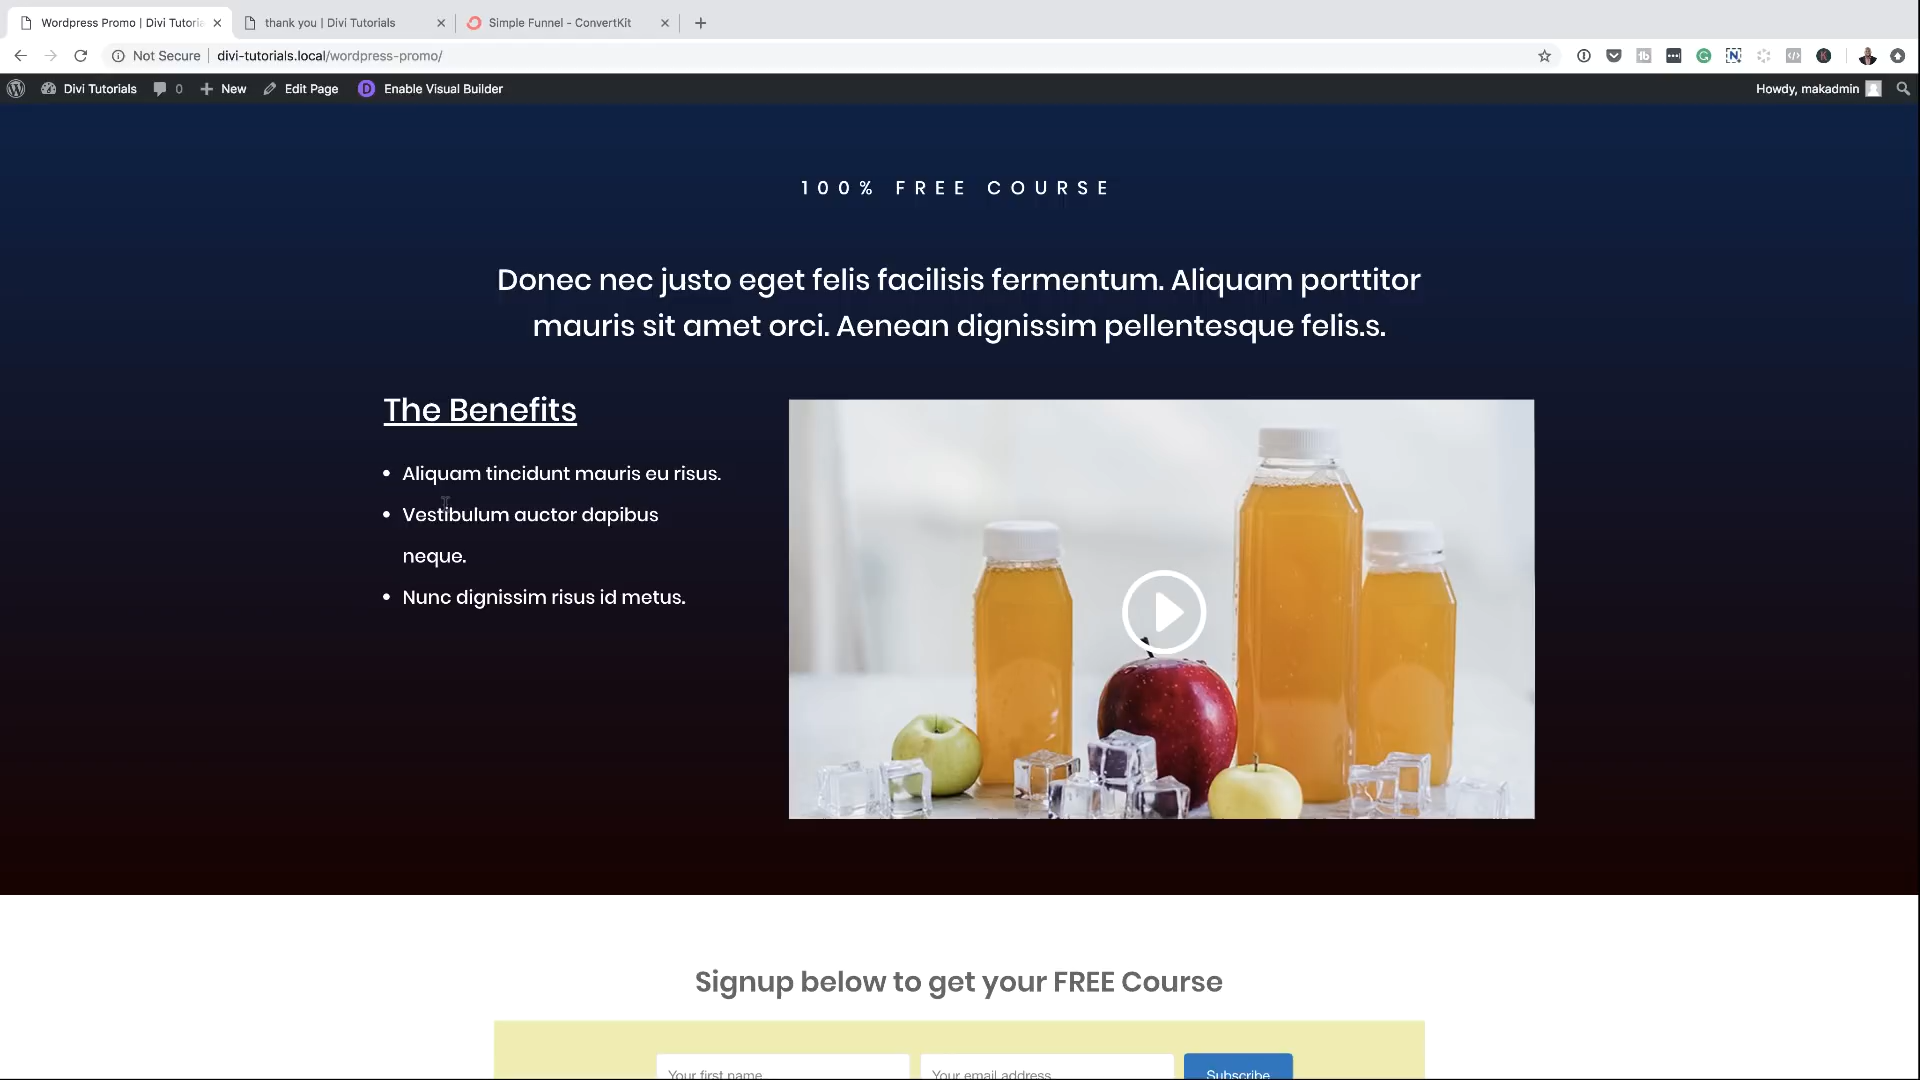 Wordpress Promo | Divi Tutoria
thank you | Divi Tutorials
Simple Funnel - ConvertKit
Not Secure
divi-tutorials.local/wordpress-promo/
Divi Tutorials
0
New
Edit Page
Enable Visual Builder
Howdy, makadmin
100% FREE COURSE
Donec nec justo eget felis facilisis fermentum. Aliquam porttitor
mauris sit amet orci. Aenean dignissim pellentesque felis.s.
The Benefits
Aliquam tincidunt mauris eu risus.
Vestibulum auctor dapibus
neque.
Nunc dignissim risus id metus.
Signup below to get your FREE Course
Your first name
Your email address
Subscribe